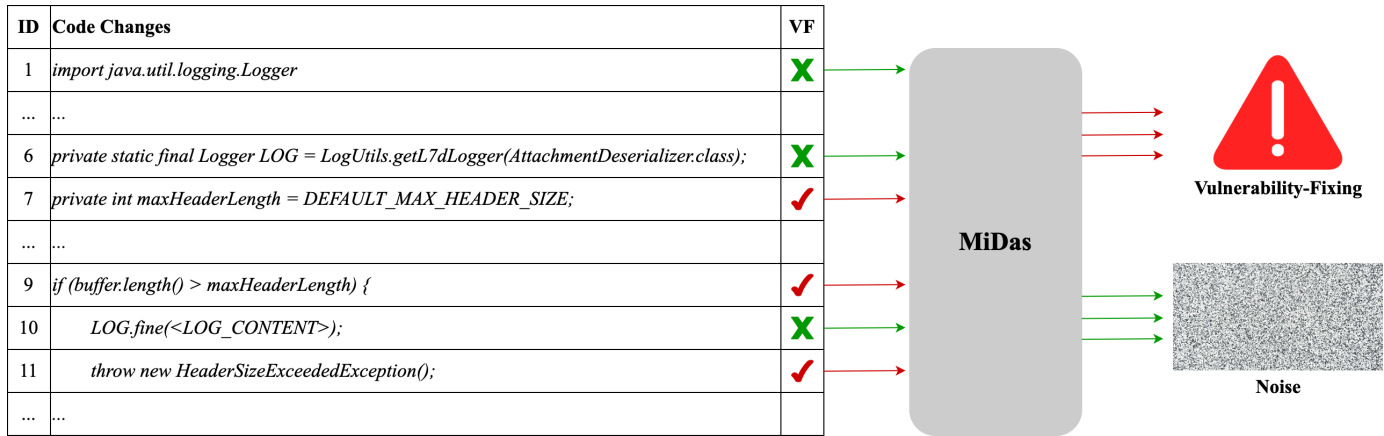 ID Code Changes VF
1 import java.util.logging.Logger
... ...
6 private static final Logger LOG = LogUtils.getL7dLogger(AttachmentDeserializer.class);
7 private int maxHeaderLength = DEFAULT_MAX_HEADER_SIZE;
... ...
9 if (buffer.length() > maxHeaderLength) {
10 LOG.fine(<LOG_CONTENT>);
11 throw new HeaderSizeExceededException();
... ...
MiDas
Vulnerability-Fixing
Noise